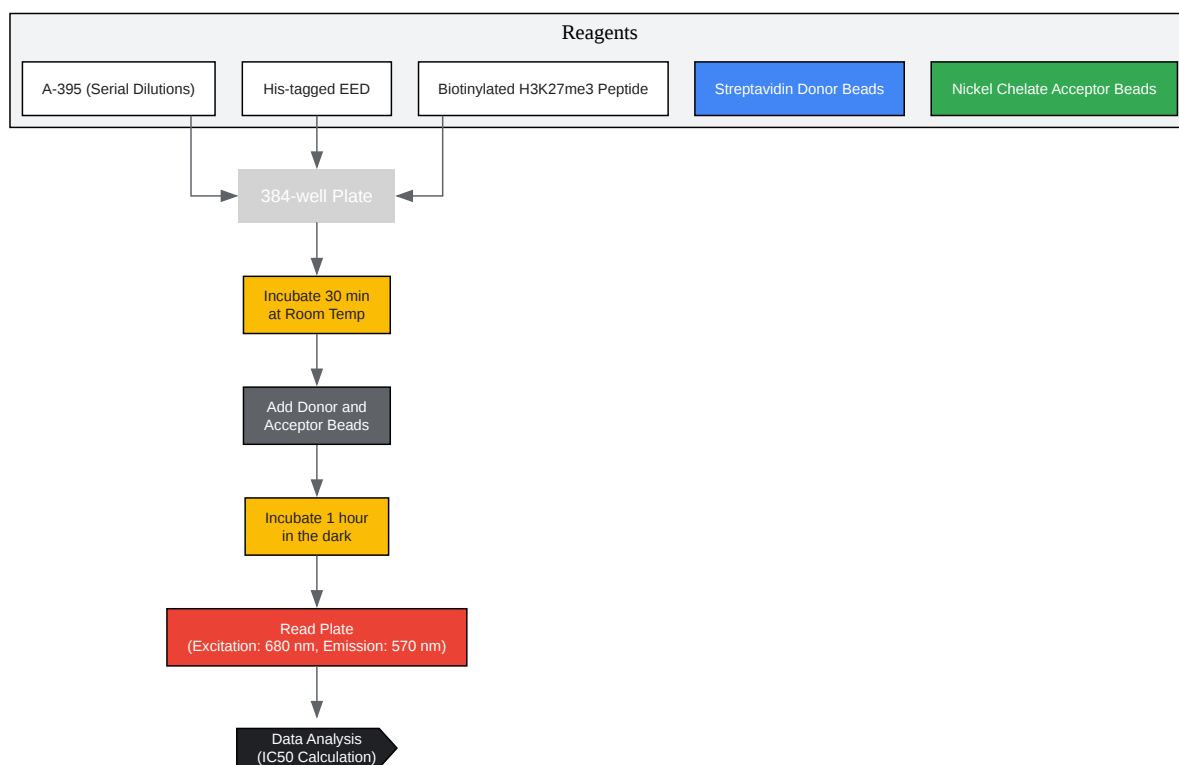 Reagents
A-395 (Serial Dilutions)
His-tagged EED
Biotinylated H3K27me3 Peptide
Streptavidin Donor Beads
Nickel Chelate Acceptor Beads
384-well Plate
Incubate 30 min
at Room Temp
Add Donor and
Acceptor Beads
Incubate 1 hour
in the dark
Read Plate
(Excitation: 680 nm, Emission: 570 nm)
Data Analysis
(IC50 Calculation)